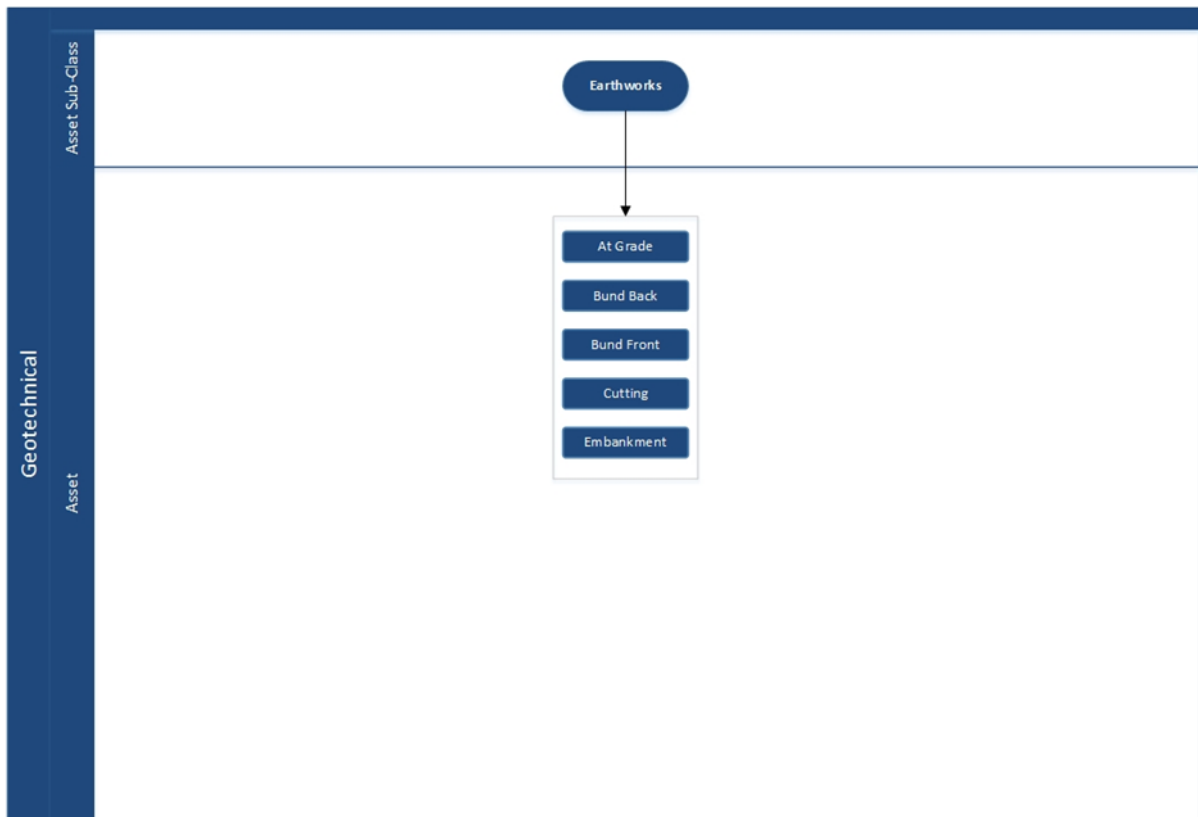 Geotechnical
Asset Sub-Class
Earthworks
Asset
At Grade
Bund Back
Bund Front
Cutting
Embankment